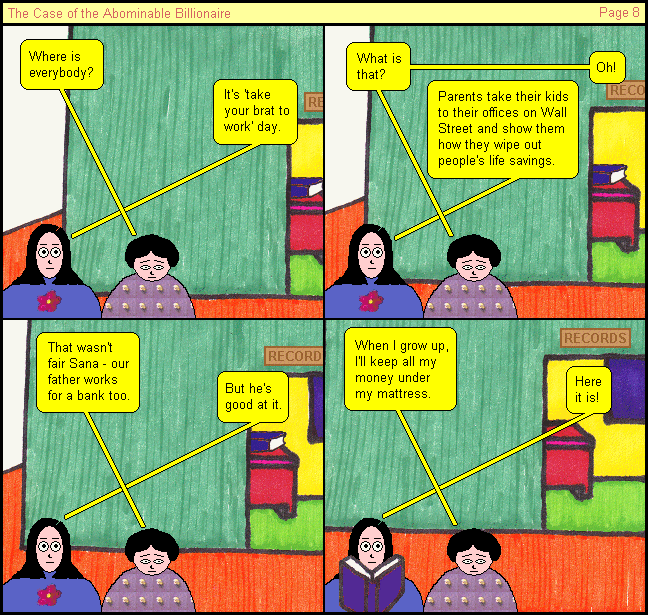 The Case of the Abominable Billionaire
Page 8
Where is
everybody?
It's 'take
your brat to
work' day.
RE
What is
that?
Oh!
Parents take their kids
to their offices on Wall
Street and show them
how they wipe out
people's life savings.
RECO
That wasn't
fair Sana - our
father works
for a bank too.
But he's
good at it.
RECORD
When I grow up,
I'll keep all my
money under
my mattress.
Here
it is!
RECORDS